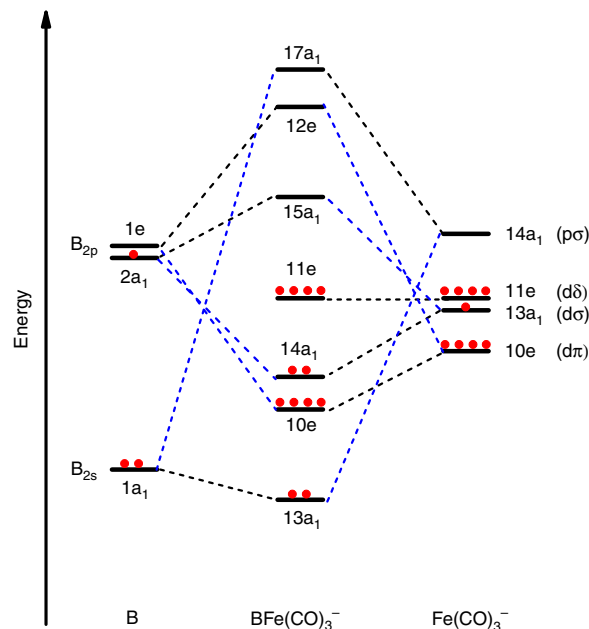 17a₁
12e
15a₁
1e
B₂ₚ
2a₁
14a₁ (pσ)
11e
11e (dδ)
13a₁ (dσ)
14a₁
10e (dπ)
10e
B₂ₛ
1a₁
13a₁
Energy
B BFe(CO)₃⁻ Fe(CO)₃⁻